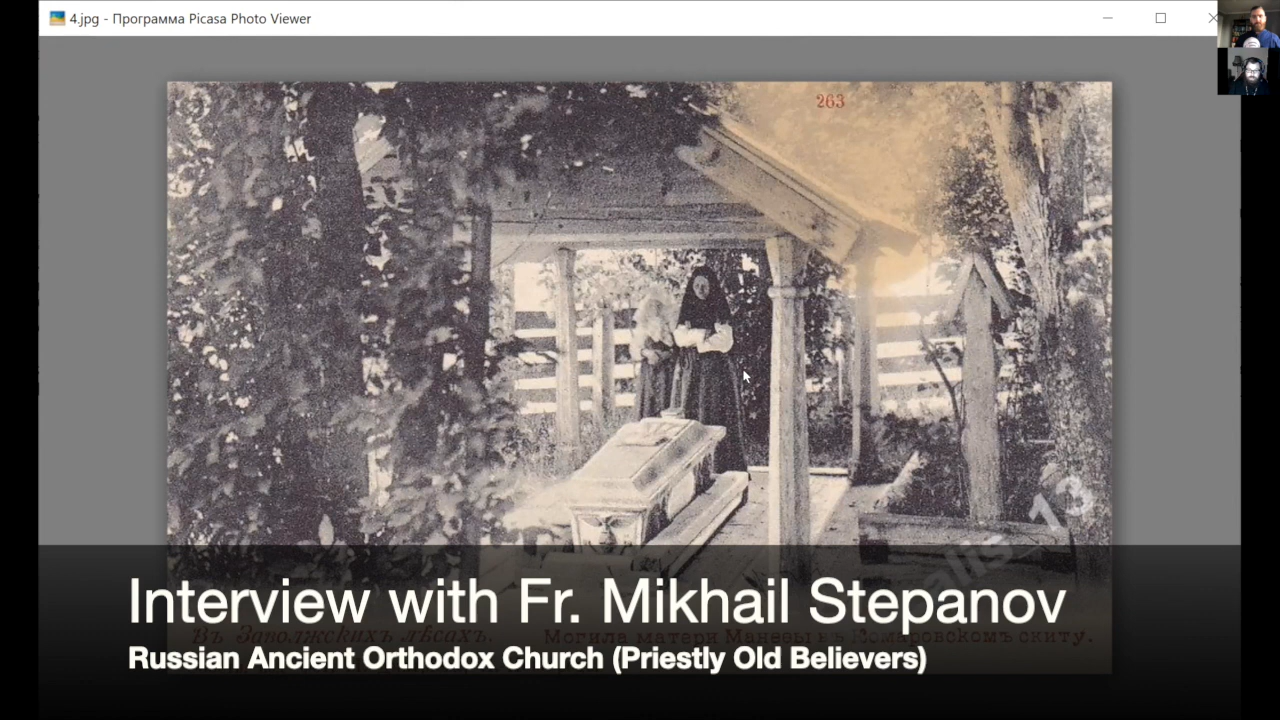 4.jpg - Программа Picasa Photo Viewer
263
Interview with Fr. Mikhail Stepanov
Въ Заволжскихъ лѣсахъ. Могила матери Манефы въ Комаровскомъ скиту.
Russian Ancient Orthodox Church (Priestly Old Believers)